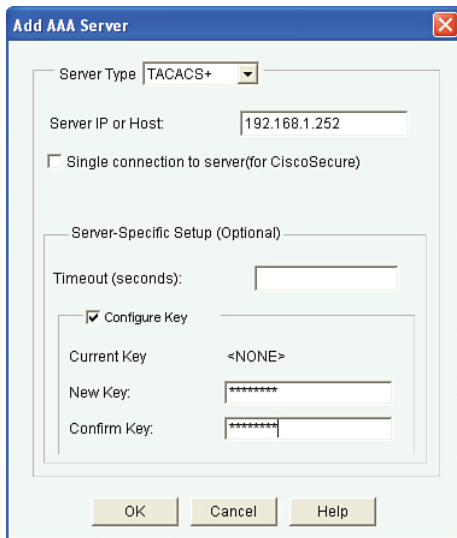 Add AAA Server
Server Type TACACS+
Server IP or Host: 192.168.1.252
Single connection to server(for CiscoSecure)
Server-Specific Setup (Optional)
Timeout (seconds):
Configure Key
Current Key <NONE>
New Key: ********
Confirm Key: ********
OK Cancel Help